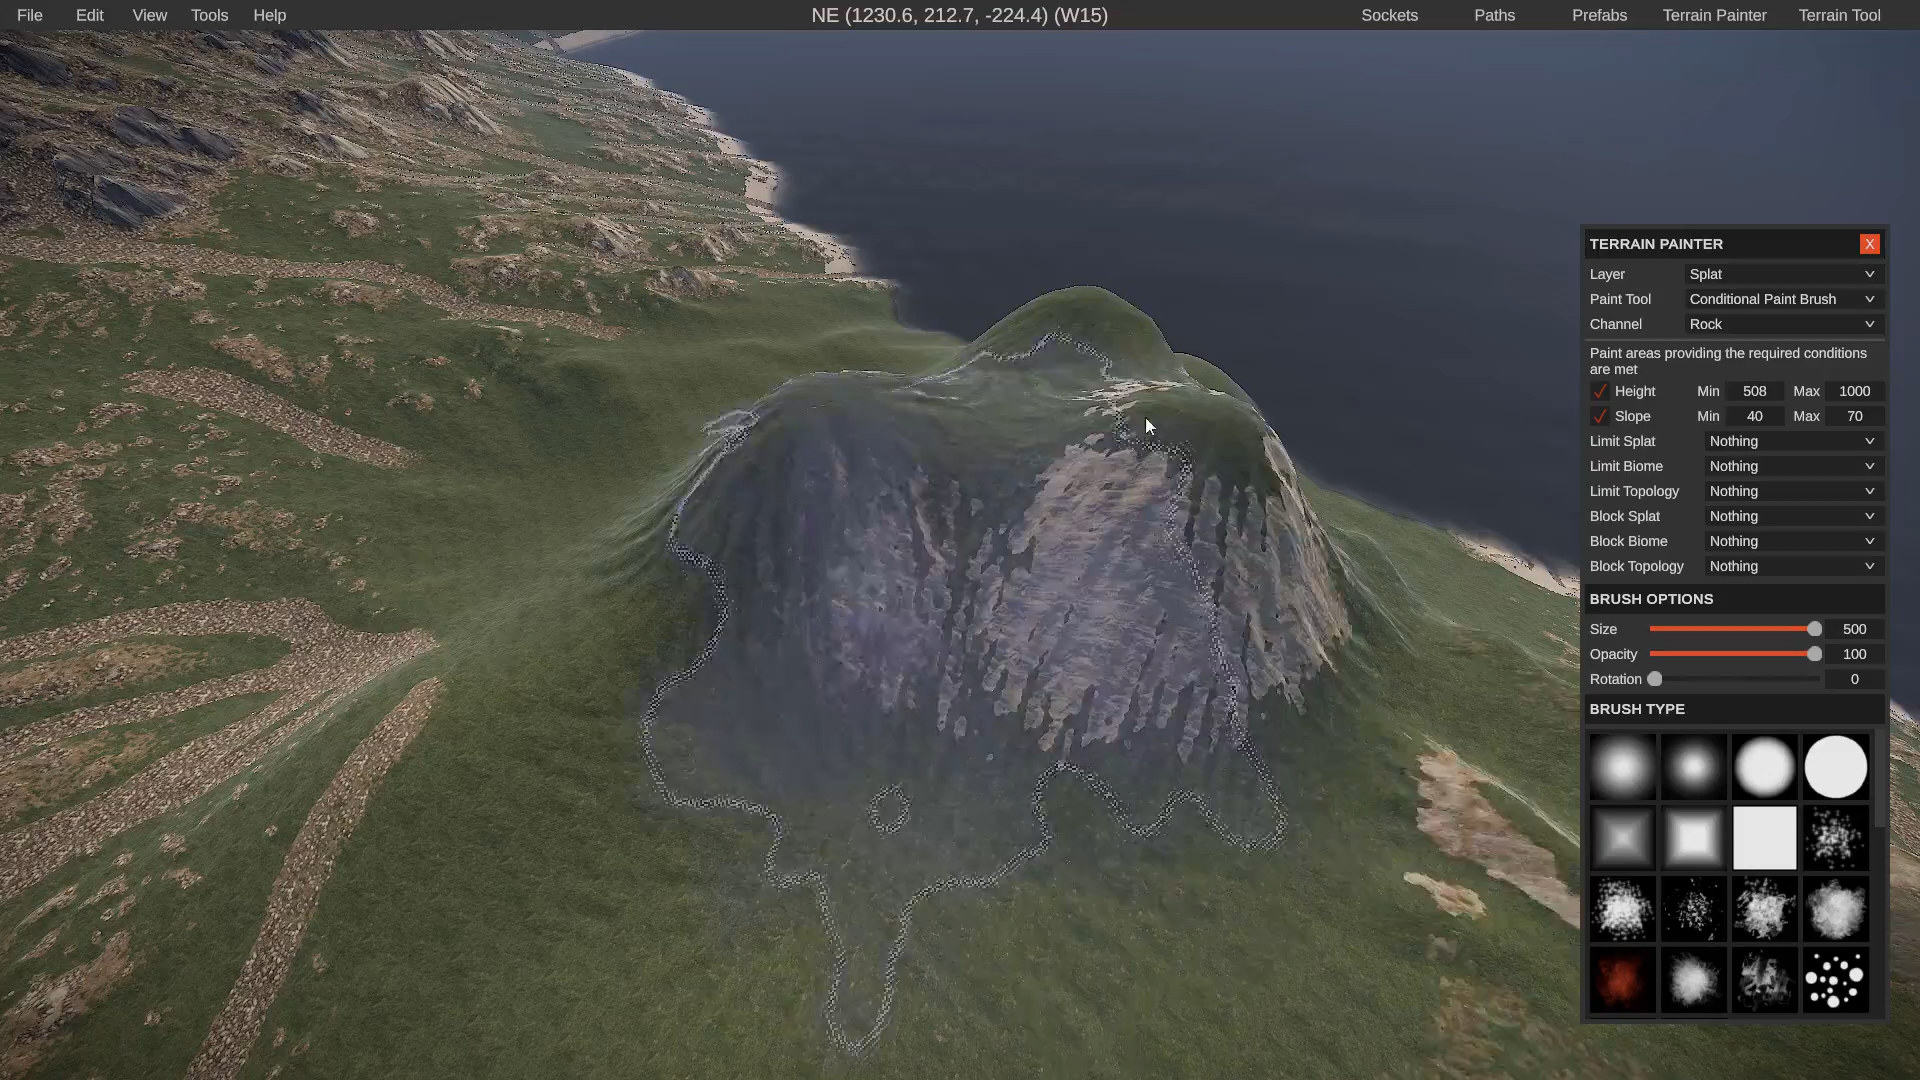 File Edit View Tools Help NE (1230.6, 212.7, -224.4) (W15) Sockets Paths Prefabs Terrain Painter Terrain Tool
TERRAIN PAINTER X
Layer Splat
Paint Tool Conditional Paint Brush
Channel Rock
Paint areas providing the required conditions
are met
Height Min 508 Max 1000
Slope Min 40 Max 70
Limit Splat Nothing
Limit Biome Nothing
Limit Topology Nothing
Block Splat Nothing
Block Biome Nothing
Block Topology Nothing
BRUSH OPTIONS
Size 500
Opacity 100
Rotation 0
BRUSH TYPE